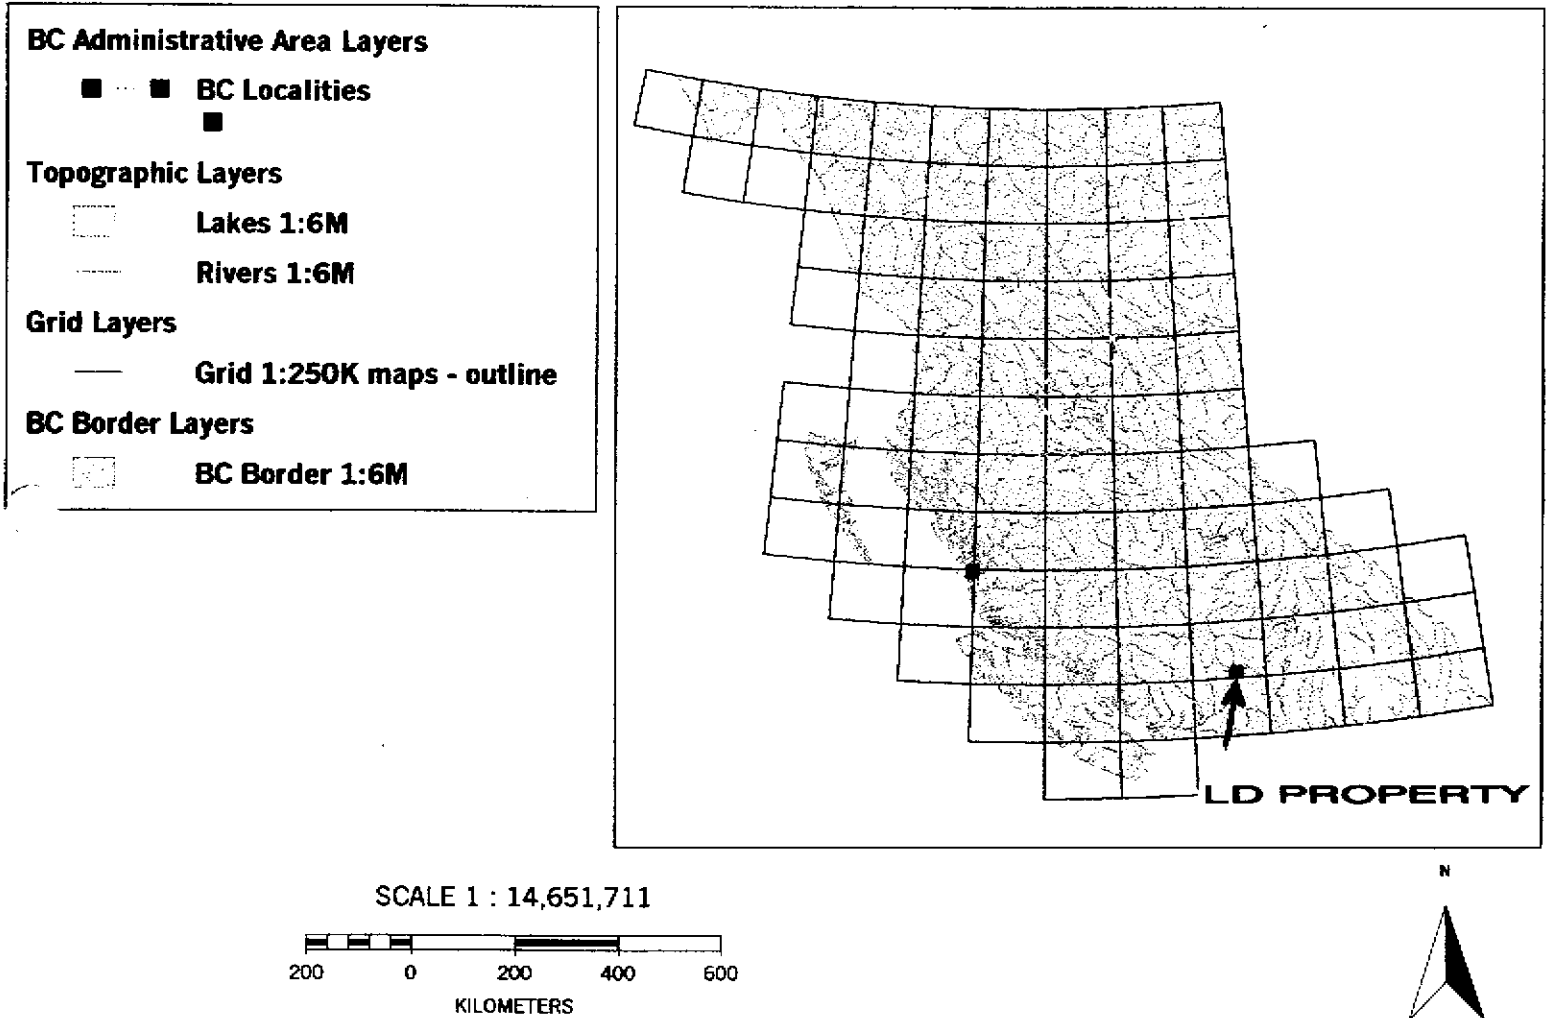 BC Administrative Area Layers
BC Localities
Topographic Layers
Lakes 1:6M
Rivers 1:6M
Grid Layers
Grid 1:250K maps - outline
BC Border Layers
BC Border 1:6M
LD PROPERTY
N
SCALE 1 : 14,651,711
200 0 200 400 600
KILOMETERS